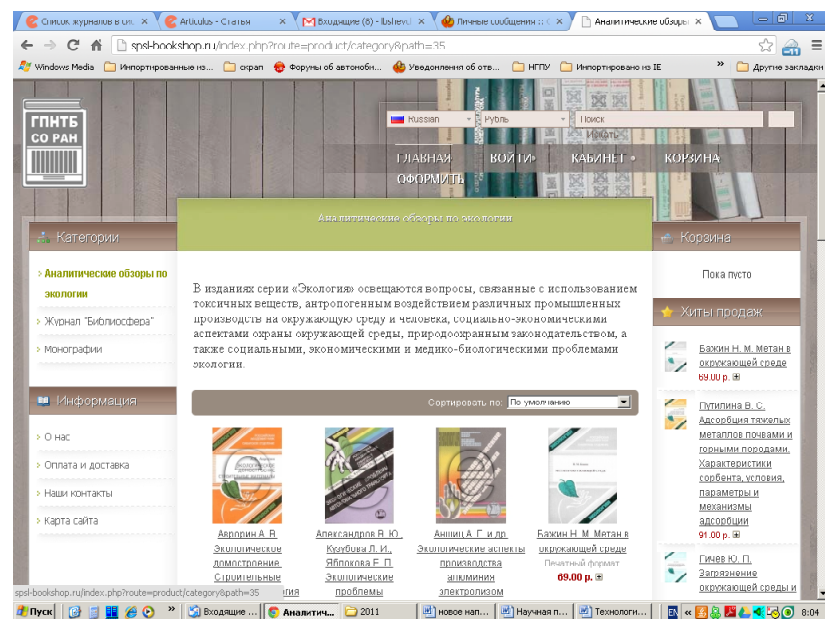 Список журналов в он.
Articulus - Статья
Входящие (8) - lbshevch
Личные сообщения :: С
Аналитические обзоры
spsl-bookshop.ru/index.php?route=product/category&path=35
Windows Media
Импортированные из...
скрап
Форумы об автомоби...
Уведомления об отв...
НГПУ
Импортировано из IE
»
Другие закладки
ГПНТБ
СО РАН
Russian
Рубль
Поиск
Искать
ГЛАВНАЯ
ВОЙТИ
КАБИНЕТ
КОРЗИНА
ОФОРМИТЬ
Категории
Аналитические обзоры по
экологии
Журнал "Библиосфера"
Монографии
Информация
О нас
Оплата и доставка
Наши контакты
Карта сайта
Аналитические обзоры по экологии
В изданиях серии «Экология» освещаются вопросы, связанные с использованием
токсичных веществ, антропогенным воздействием различных промышленных
производств на окружающую среду и человека, социально-экономическими
аспектами охраны окружающей среды, природоохранным законодательством, а
также социальными, экономическими и медико-биологическими проблемами
экологии.
Сортировать по: По умолчанию
Аврорин А. В.
Экологическое
домостроение.
Строительные
гия
Александров В. Ю.,
Кузубова Л. И.,
Яблокова Е. П.
Экологические
проблемы
Аншиц А. Г. и др.
Экологические аспекты
производства
алюминия
электролизом
Бажин Н. М. Метан в
окружающей среде
Печатный формат
69.00 р.
Корзина
Пока пусто
Хиты продаж
Бажин Н. М. Метан в
окружающей среде
69.00 р.
Путилина В. С.
Адсорбция тяжелых
металлов почвами и
горными породами.
Характеристики
сорбента, условия,
параметры и
механизмы
адсорбции
91.00 р.
Гичев Ю. П.
Загрязнение
окружающей среды и
spsl-bookshop.ru/index.php?route=product/category&path=35
Пуск
»
Входящие ...
Аналитич...
2011
новое нап...
Научная п...
Технологи...
EN
«
8:04